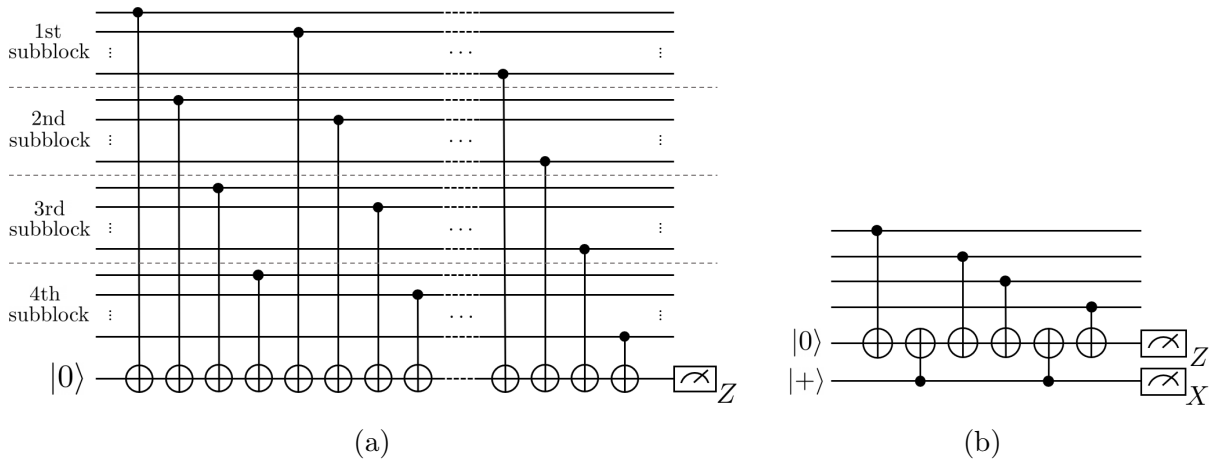 1st
subblock
2nd
subblock
3rd
subblock
4th
subblock
|0⟩
Z
(a)
|0⟩
Z
|+⟩
X
(b)